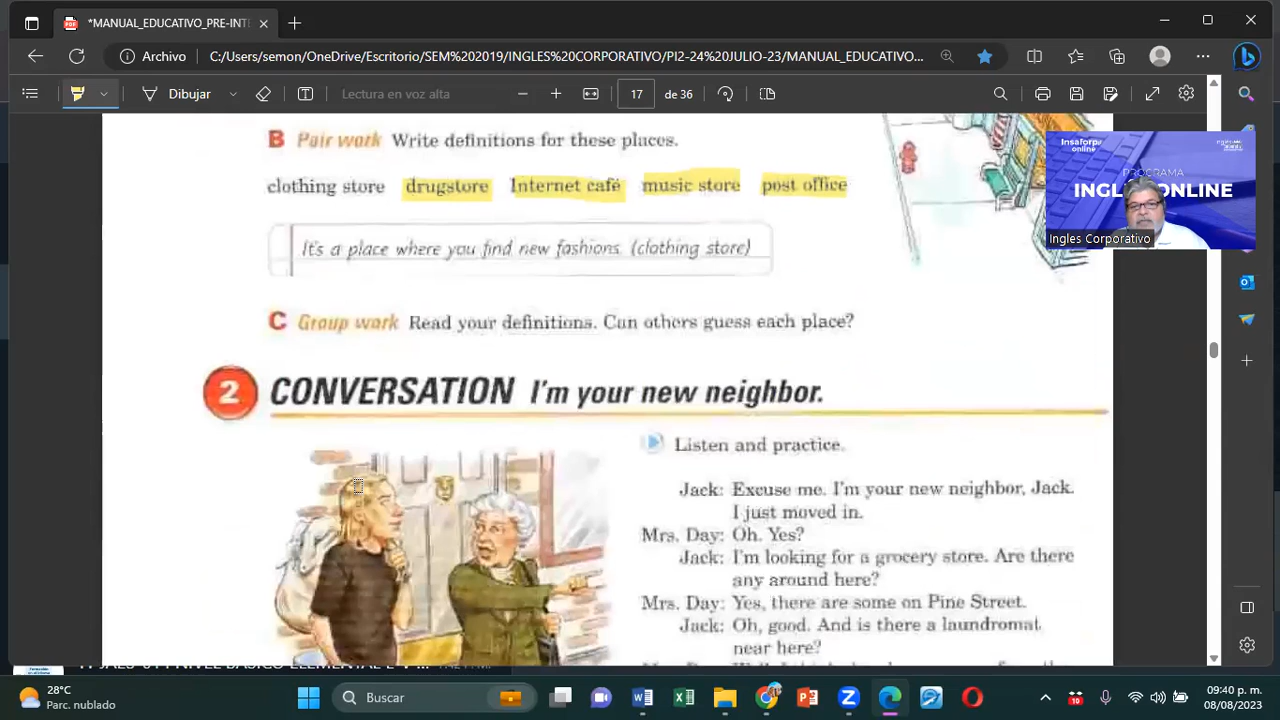 *MANUAL_EDUCATIVO_PRE-INT
Archivo
C:/Users/semon/OneDrive/Escritorio/SEM%202019/INGLES%20CORPORATIVO/PI2-24%20JULIO-23/MANUAL_EDUCATIVO_PRE-INTE...
Dibujar
Lectura en voz alta
17
de 36
B Pair work Write definitions for these places.
clothing store drugstore Internet café music store post office
It's a place where you find new fashions. (clothing store)
C Group work Read your definitions. Can others guess each place?
2 CONVERSATION I'm your new neighbor.
Listen and practice.
Jack: Excuse me. I'm your new neighbor, Jack.
I just moved in.
Mrs. Day: Oh. Yes?
Jack: I'm looking for a grocery store. Are there
any around here?
Mrs. Day: Yes, there are some on Pine Street.
Jack: Oh, good. And is there a laundromat
near here?
Insaforp
online
PROGRAMA
INGLES ONLINE
Ingles Corporativo
28°C
Parc. nublado
Buscar
10
09:40 p. m.
08/08/2023